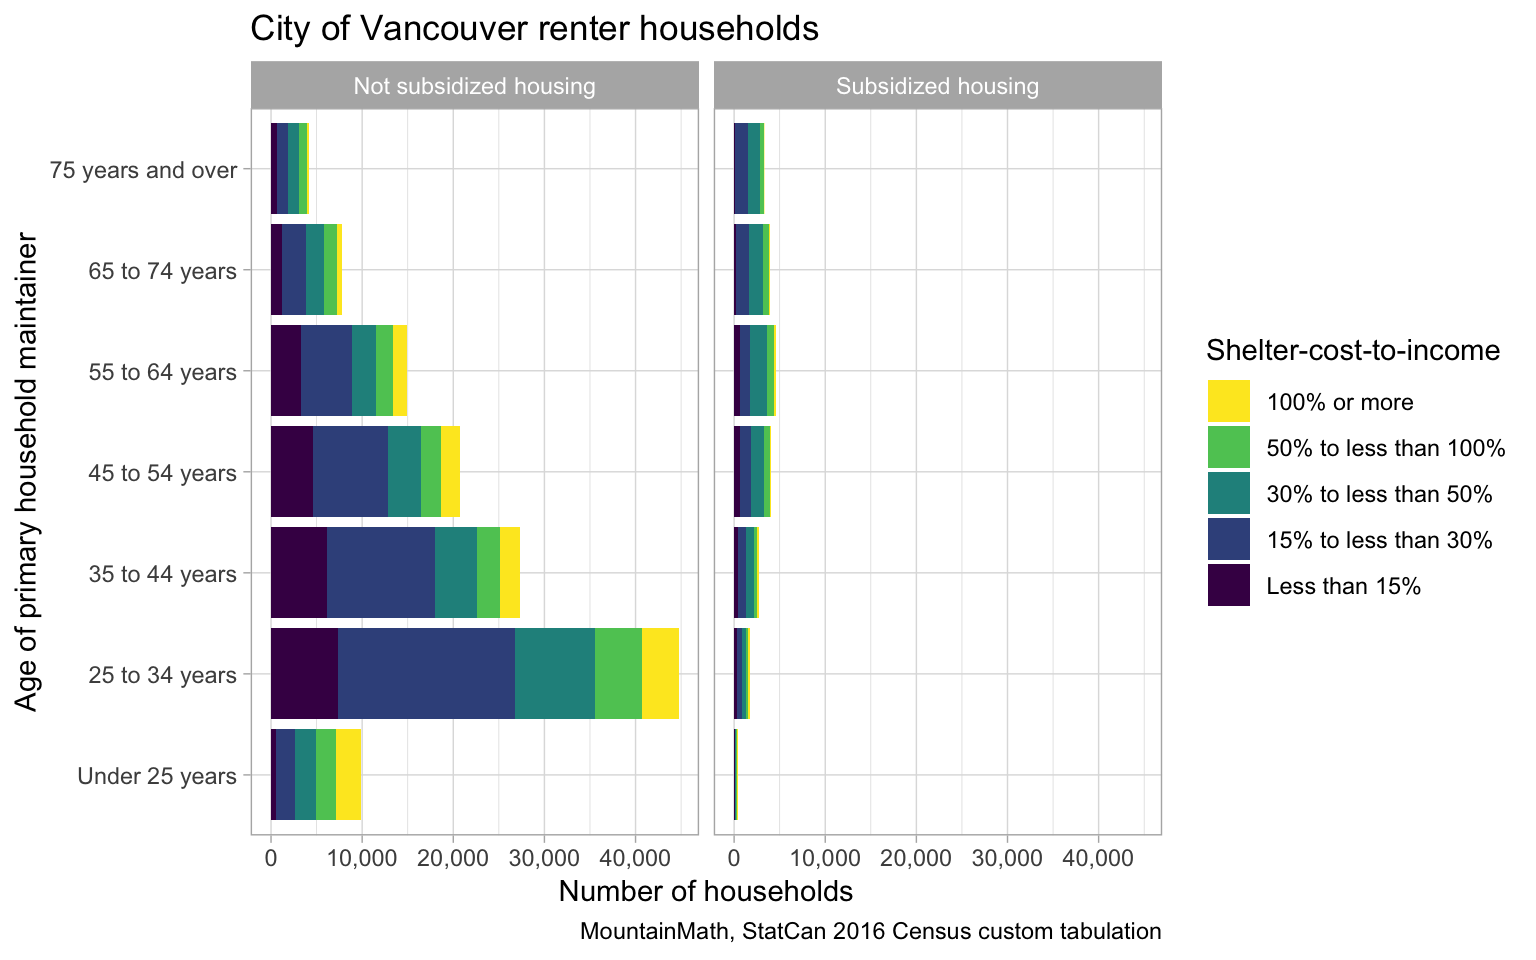 City of Vancouver renter households
Not subsidized housing
Subsidized housing
Age of primary household maintainer
75 years and over
65 to 74 years
55 to 64 years
45 to 54 years
35 to 44 years
25 to 34 years
Under 25 years
0 10,000 20,000 30,000 40,000
0 10,000 20,000 30,000 40,000
Number of households
Shelter-cost-to-income
100% or more
50% to less than 100%
30% to less than 50%
15% to less than 30%
Less than 15%
MountainMath, StatCan 2016 Census custom tabulation